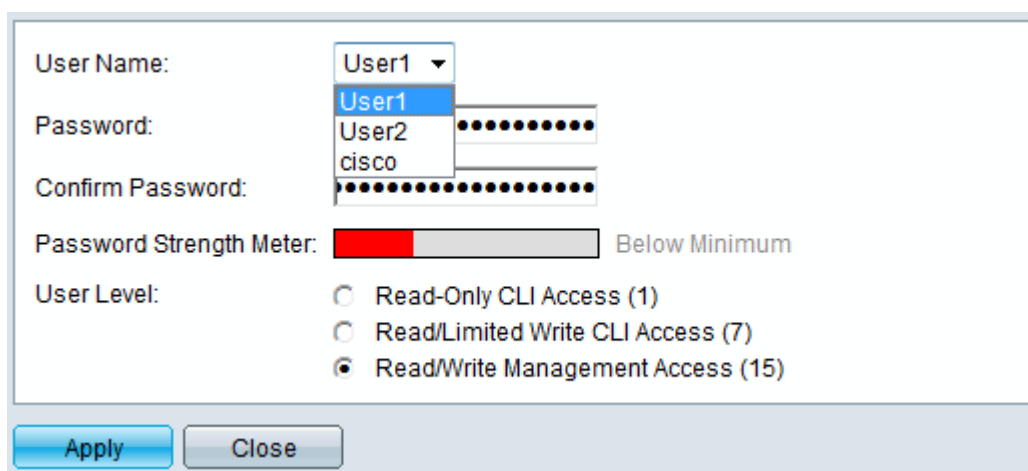 User Name: User1
User1
Password: User2
cisco
Confirm Password:
Password Strength Meter: Below Minimum
User Level: Read-Only CLI Access (1)
Read/Limited Write CLI Access (7)
Read/Write Management Access (15)
Apply Close